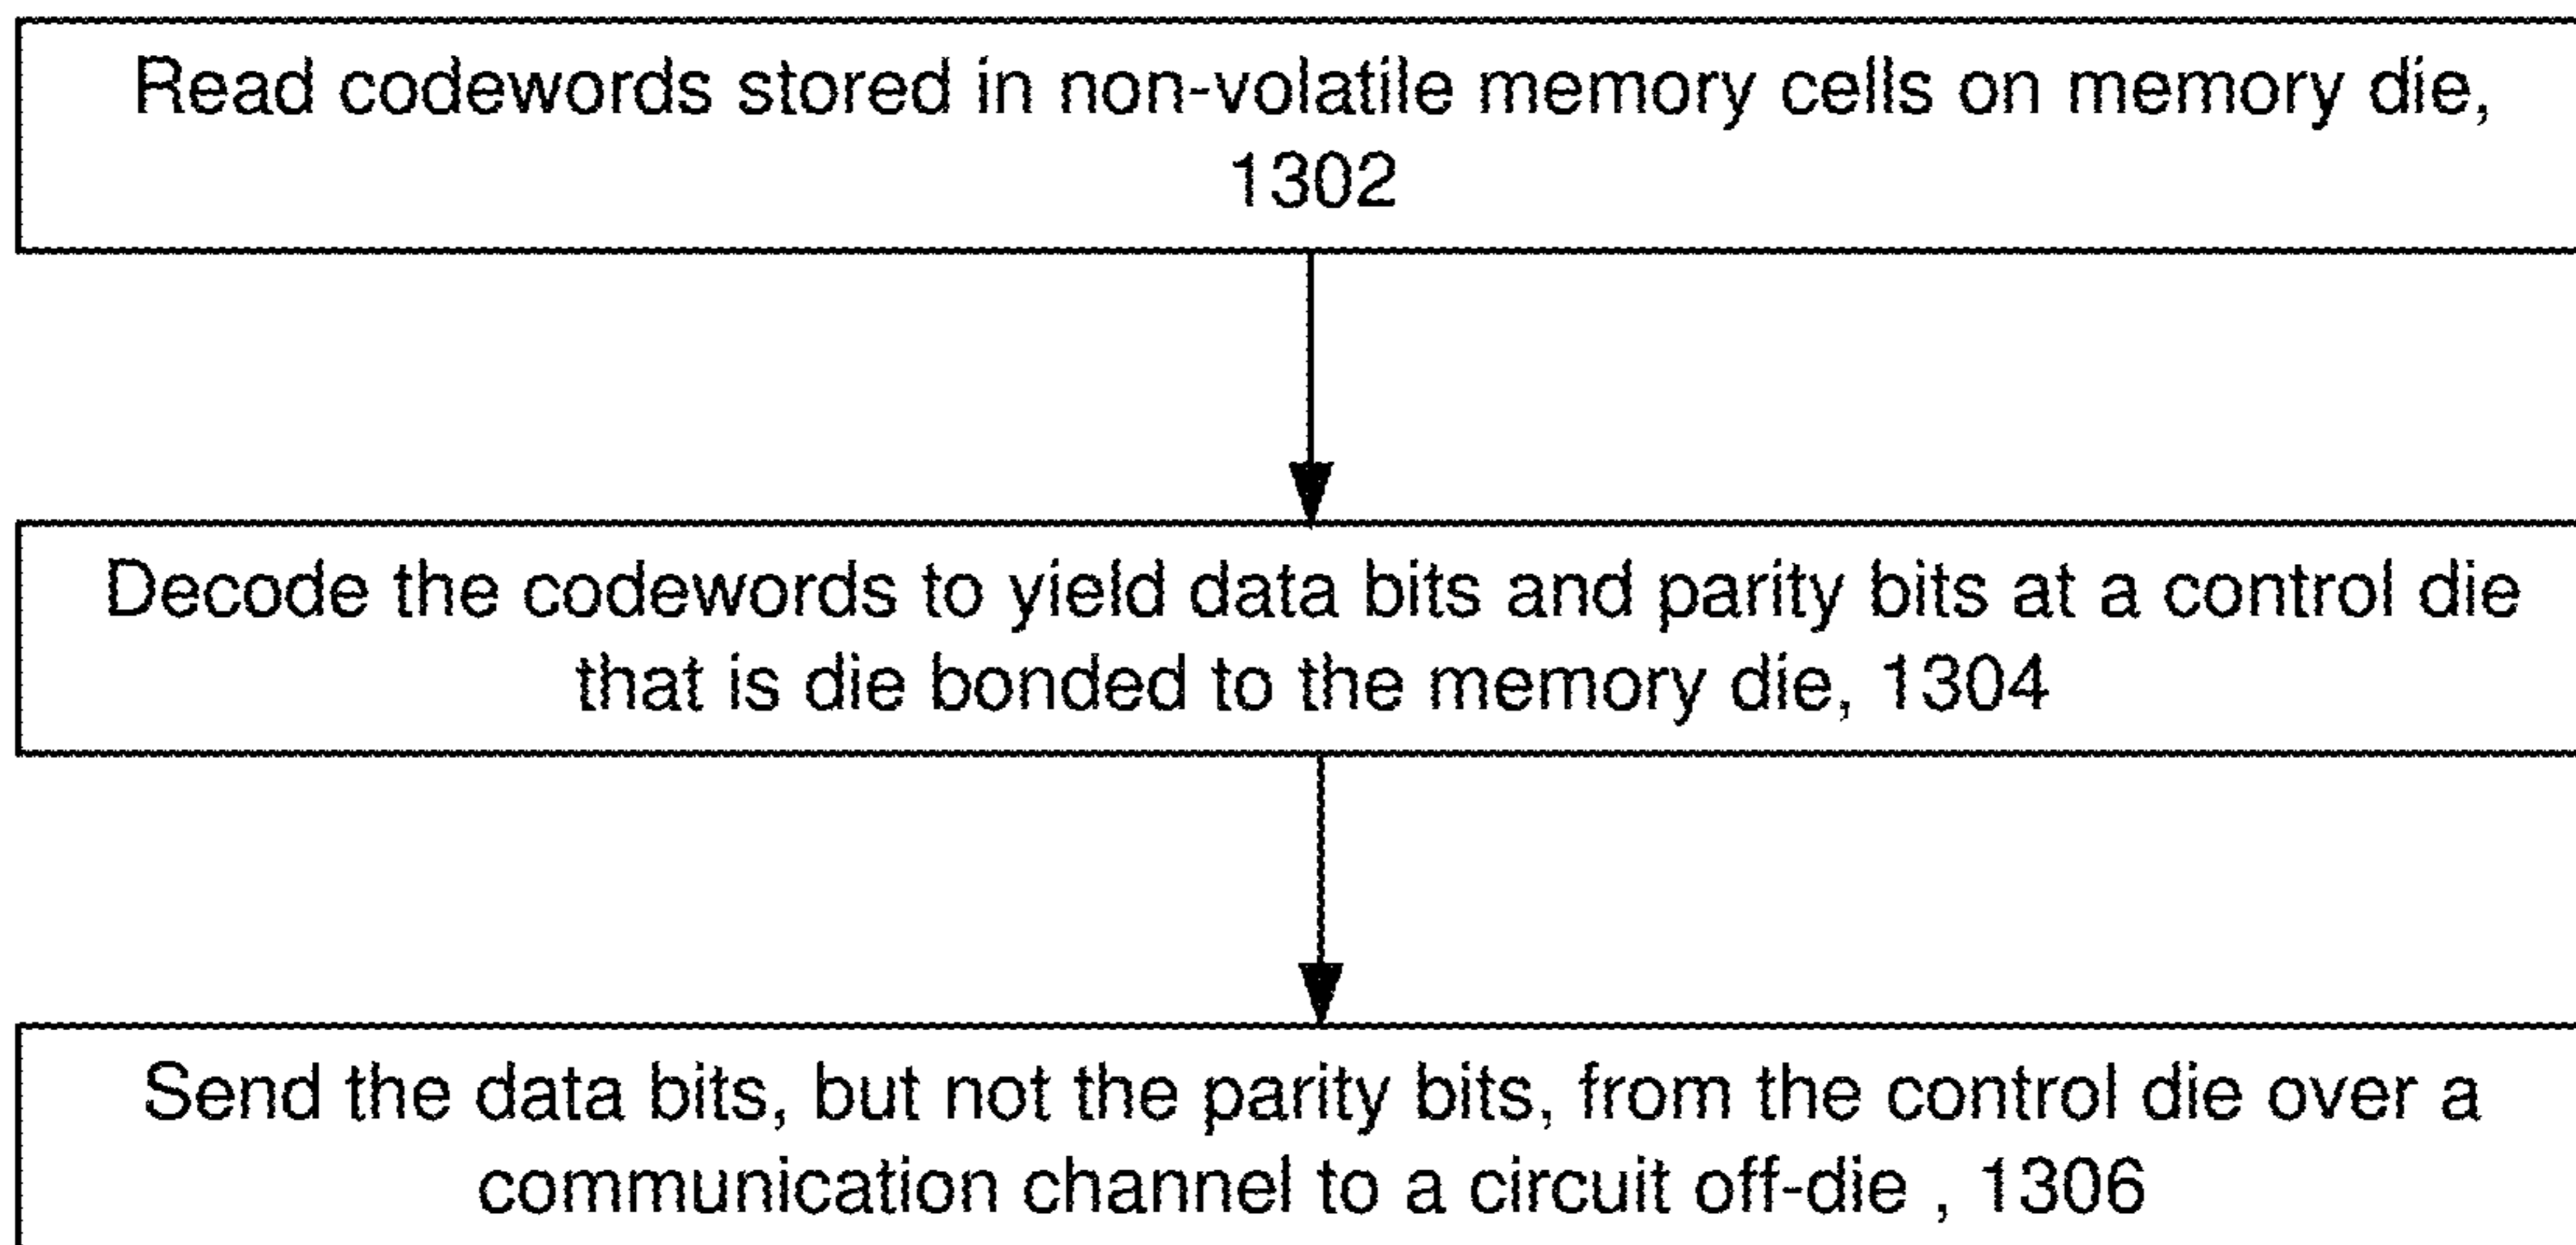 Read codewords stored in non-volatile memory cells on memory die,
1302
Decode the codewords to yield data bits and parity bits at a control die
that is die bonded to the memory die, 1304
Send the data bits, but not the parity bits, from the control die over a
communication channel to a circuit off-die , 1306